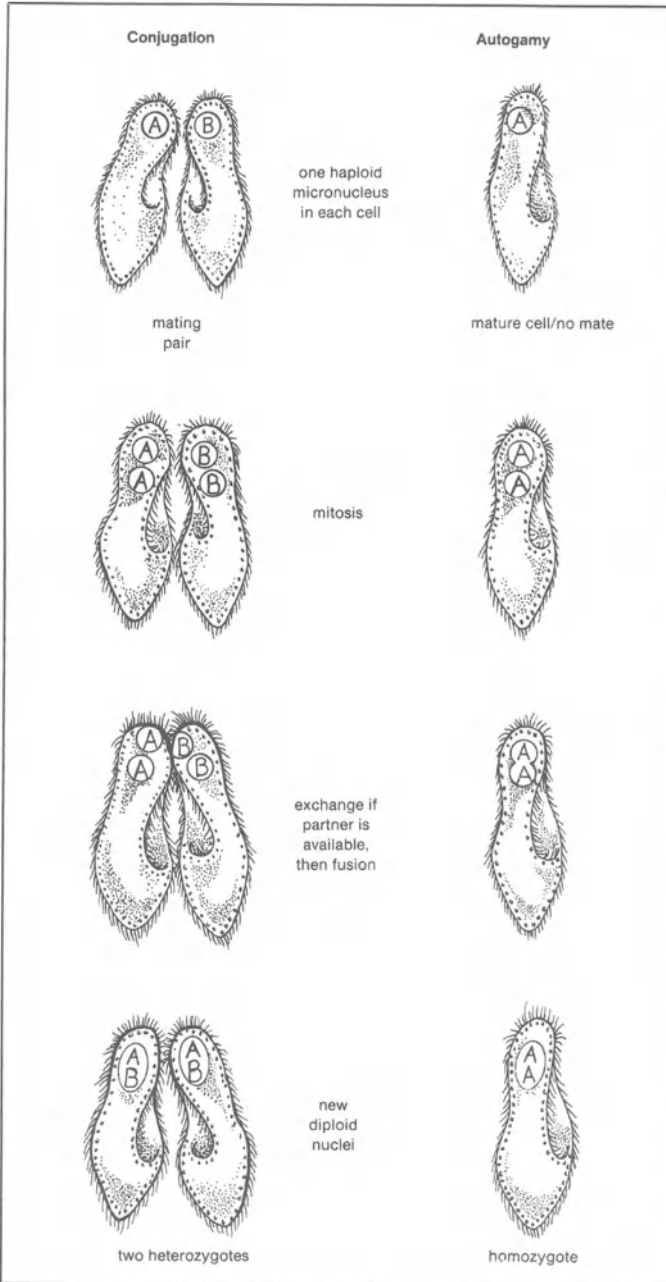 Conjugation
Autogamy
A
B
A
one haploid
micronucleus
in each cell
mating
pair
mature cell/no mate
A
A
B
B
A
A
mitosis
A
A
B
B
A
A
exchange if
partner is
available,
then fusion
A
B
A
B
A
A
new
diploid
nuclei
two heterozygotes
homozygote